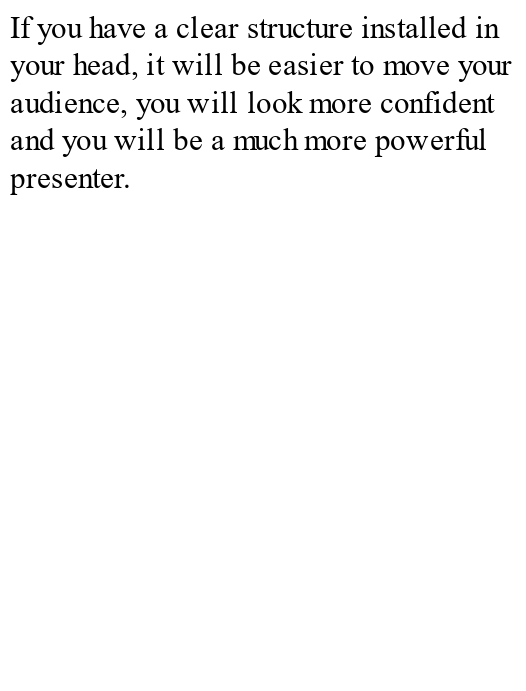 If you have a clear structure installed in
your head, it will be easier to move your
audience, you will look more confident
and you will be a much more powerful
presenter.